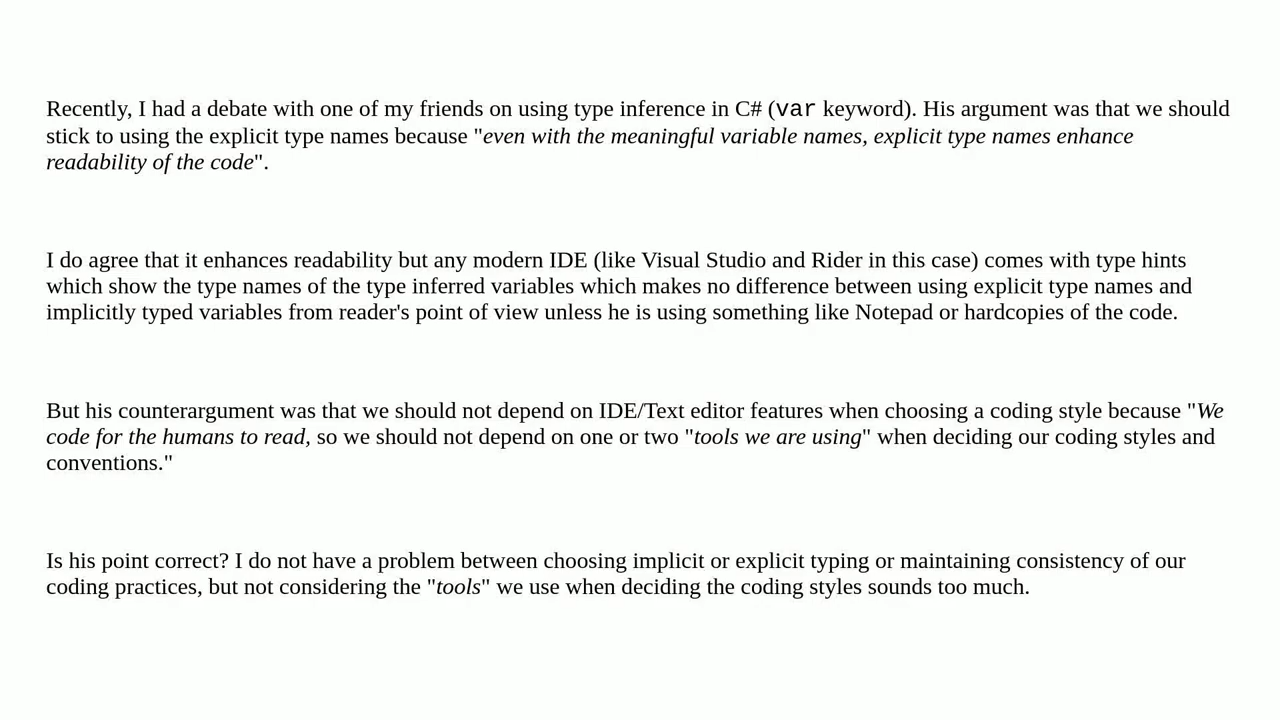 Recently, I had a debate with one of my friends on using type inference in C# (var keyword). His argument was that we should
stick to using the explicit type names because "even with the meaningful variable names, explicit type names enhance
readability of the code".
I do agree that it enhances readability but any modern IDE (like Visual Studio and Rider in this case) comes with type hints
which show the type names of the type inferred variables which makes no difference between using explicit type names and
implicitly typed variables from reader's point of view unless he is using something like Notepad or hardcopies of the code.
But his counterargument was that we should not depend on IDE/Text editor features when choosing a coding style because "We
code for the humans to read, so we should not depend on one or two "tools we are using" when deciding our coding styles and
conventions."
Is his point correct? I do not have a problem between choosing implicit or explicit typing or maintaining consistency of our
coding practices, but not considering the "tools" we use when deciding the coding styles sounds too much.